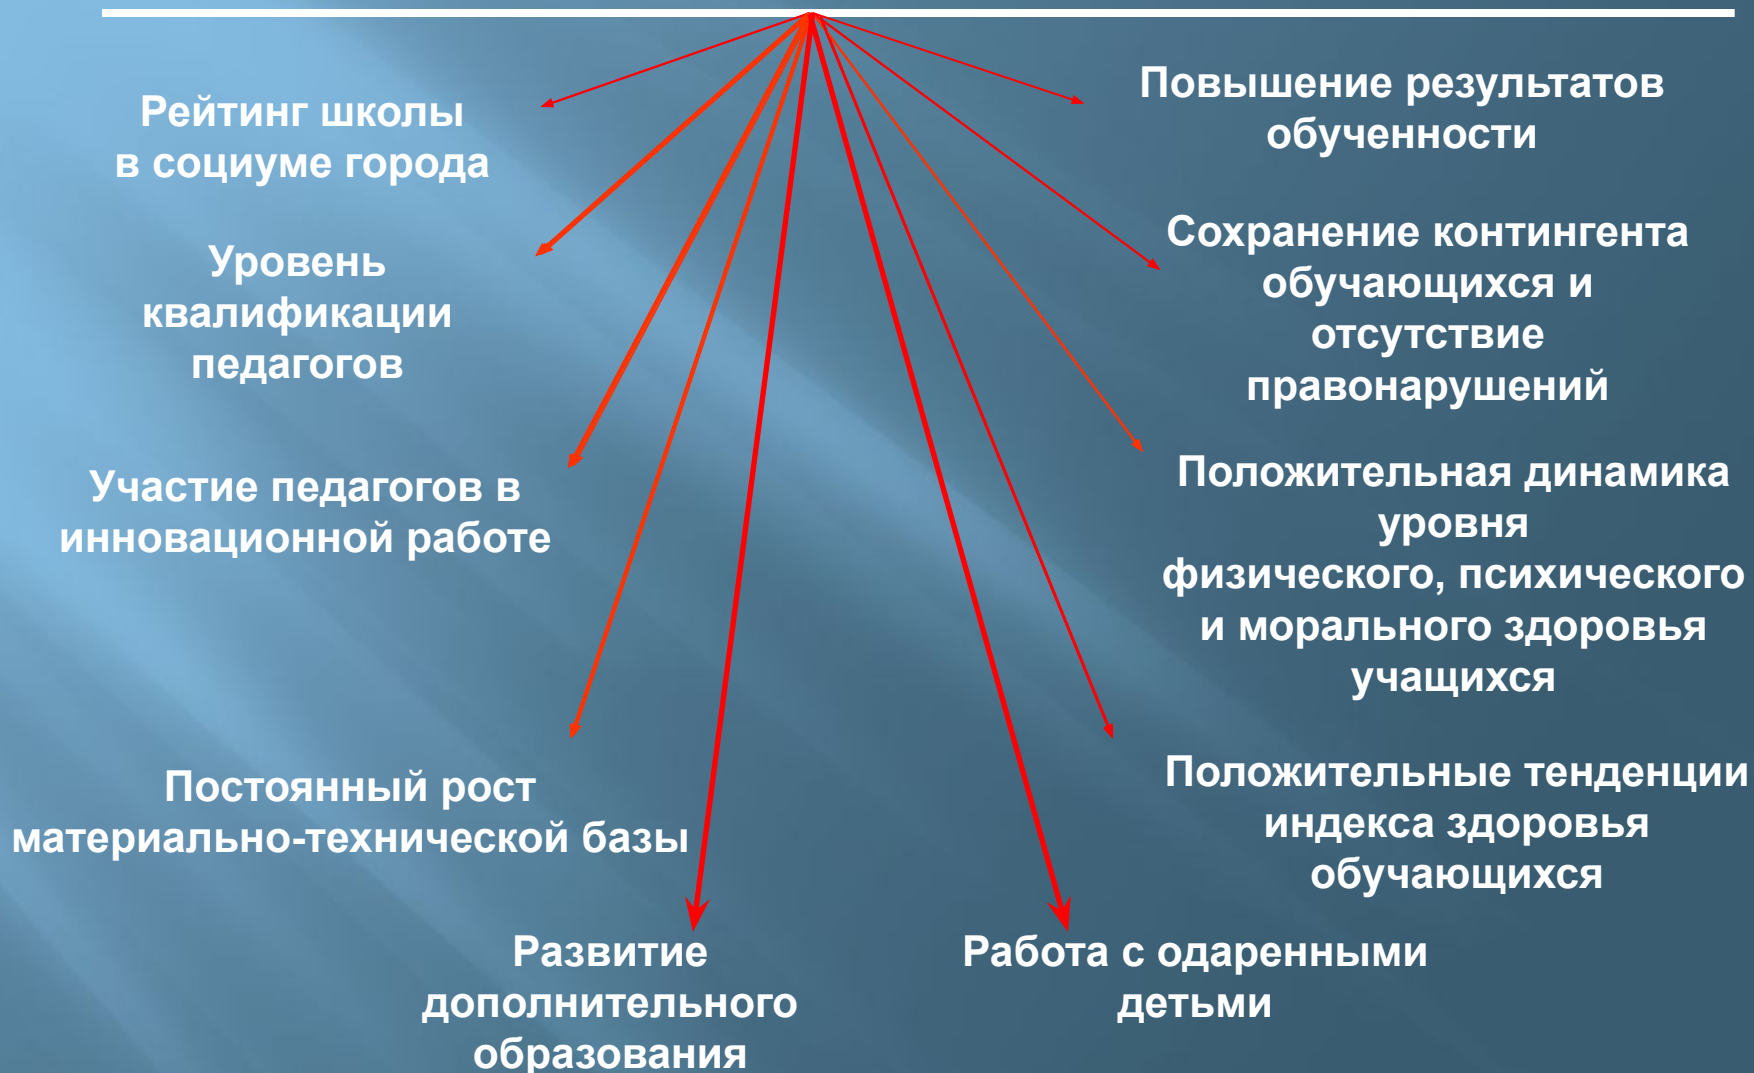 Рейтинг школы
в социуме города
Уровень
квалификации
педагогов
Участие педагогов в
инновационной работе
Постоянный рост
материально-технической базы
Развитие
дополнительного
образования
Повышение результатов
обученности
Сохранение контингента
обучающихся и
отсутствие
правонарушений
Положительная динамика
уровня
физического, психического
и морального здоровья
учащихся
Положительные тенденции
индекса здоровья
обучающихся
Работа с одаренными
детьми